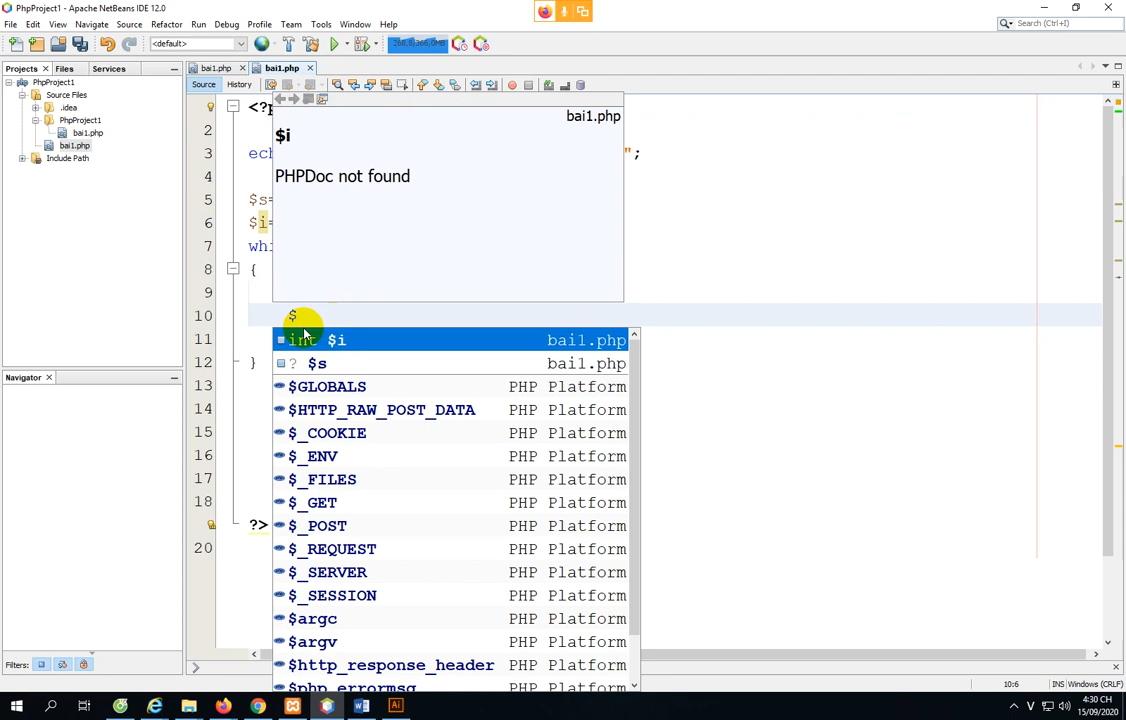 PhpProject1 - Apache NetBeans IDE 12.0
File Edit View Navigate Source Refactor Run Debug Profile Team Tools Window Help
Search (Ctrl+I)
<default>
Projects Files Services
bai1.php
bai1.php
PhpProject1
Source Files
.idea
PhpProject1
bai1.php
bai1.php
Include Path
Source History
<?p
2
3 ech ";
4
5 $s=
6 $i=
7 whi
8 {
9
10 $
11
12 }
13
14
15
16
17
18
?>
20
bai1.php
$i
PHPDoc not found
int $i bai1.php
? $s bai1.php
$GLOBALS PHP Platform
$HTTP_RAW_POST_DATA PHP Platform
$_COOKIE PHP Platform
$_ENV PHP Platform
$_FILES PHP Platform
$_GET PHP Platform
$_POST PHP Platform
$_REQUEST PHP Platform
$_SERVER PHP Platform
$_SESSION PHP Platform
$argc PHP Platform
$argv PHP Platform
$http_response_header PHP Platform
$php_errormsg PHP Platform
Navigator
Filters:
10:6 INS Windows (CRLF)
V
4:30 CH
15/09/2020